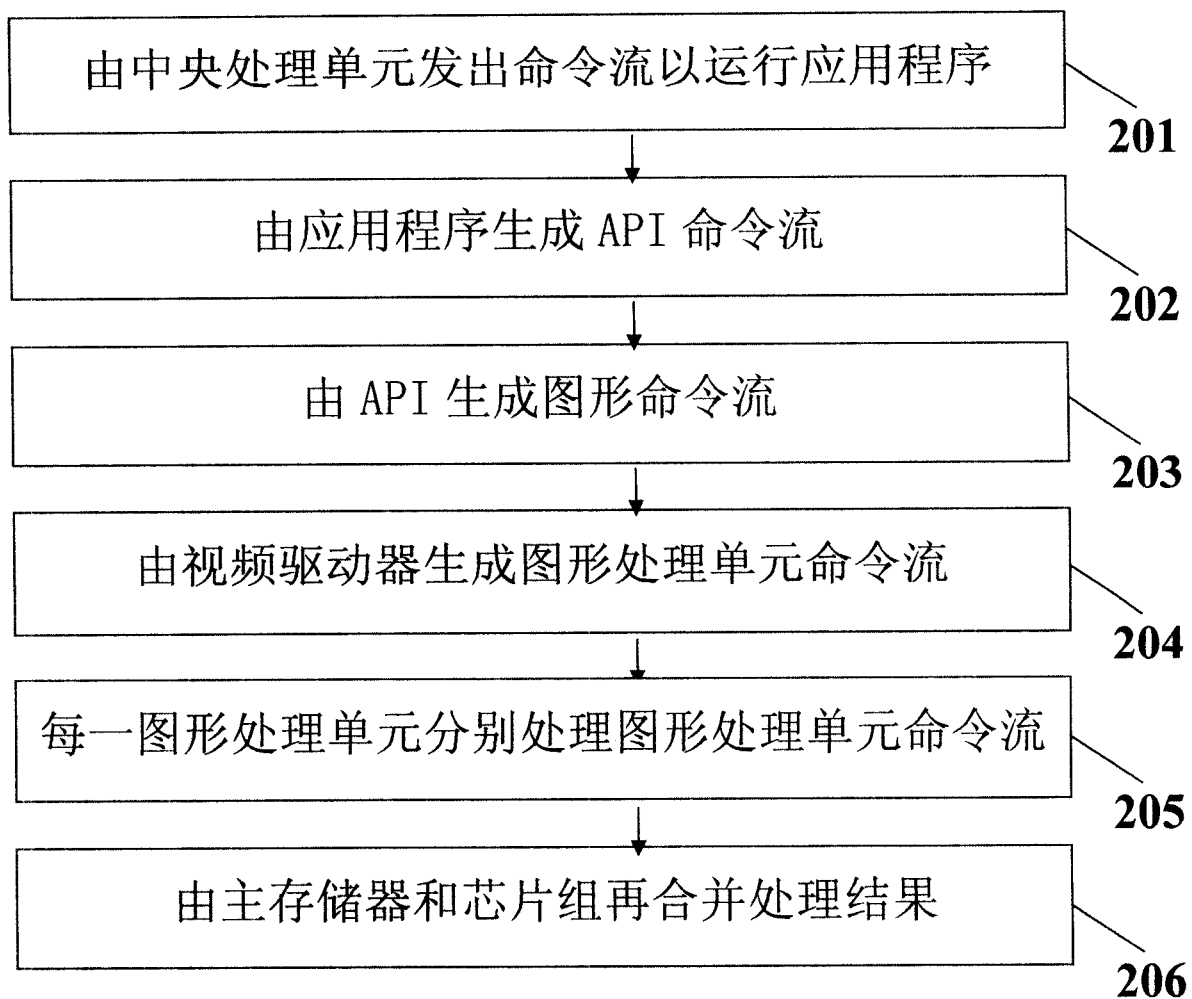 由中央处理单元发出命令流以运行应用程序
201
由应用程序生成 API 命令流
202
由 API 生成图形命令流
203
由视频驱动器生成图形处理单元命令流
204
每一图形处理单元分别处理图形处理单元命令流
205
由主存储器和芯片组再合并处理结果
206